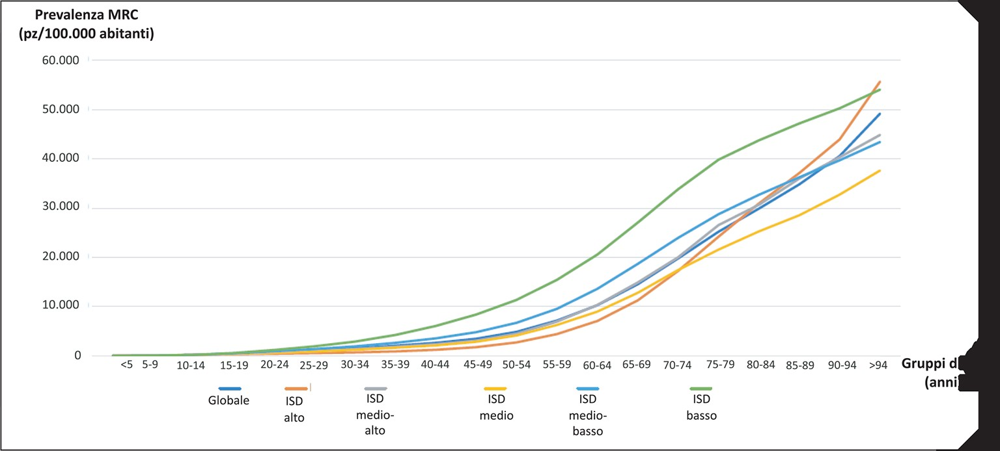 Prevalenza MRC
(pz/100.000 abitanti)
60.000
50.000
40.000
30.000
20.000
10.000
0
<5 5-9 10-14 15-19 20-24 25-29 30-34 35-39 40-44 45-49 50-54 55-59 60-64 65-69 70-74 75-79 80-84 85-89 90-94 >94
Gruppi d
(anni
Globale
ISD
alto
ISD
medio-
alto
ISD
medio
ISD
medio-
basso
ISD
basso